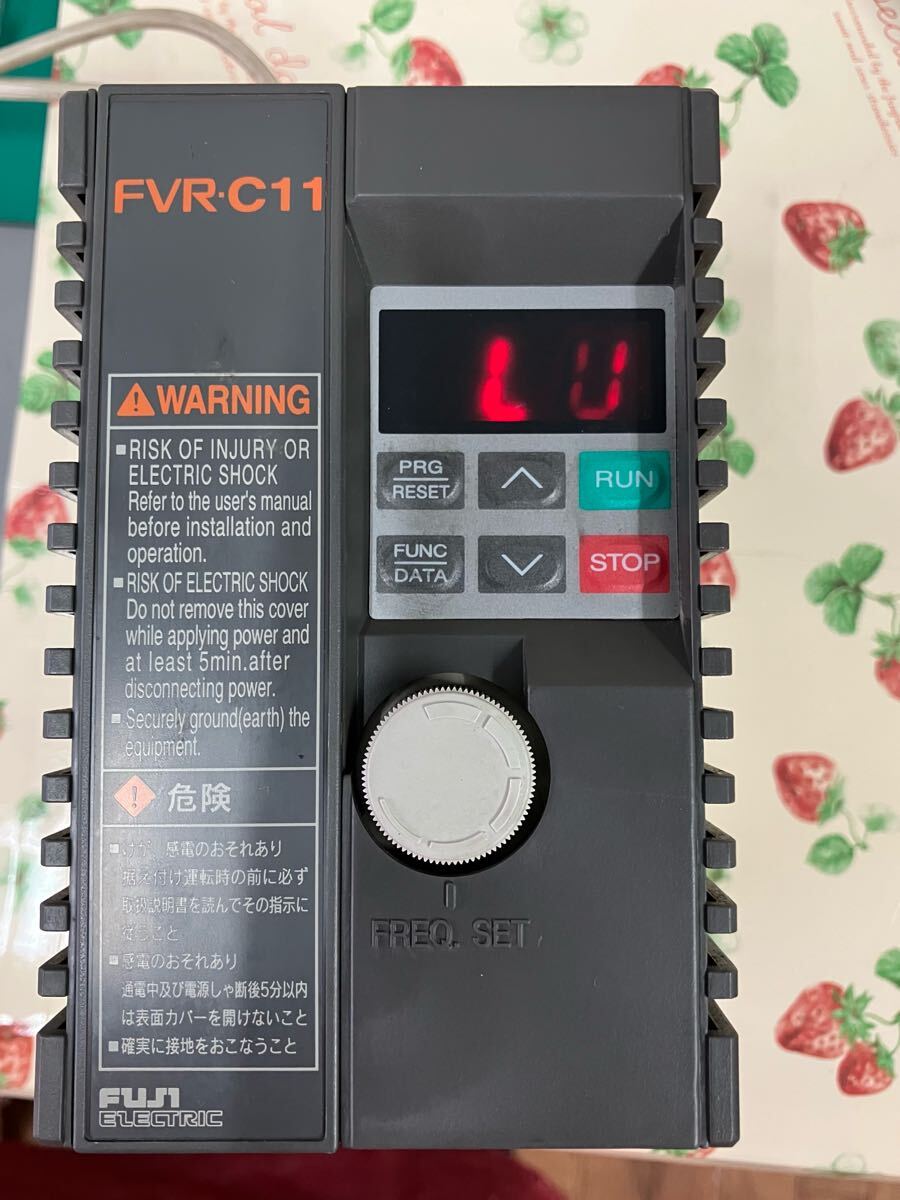 FVR·C11
LU
WARNING
RISK OF INJURY OR
ELECTRIC SHOCK
Refer to the user's manual
before installation and
operation.
RISK OF ELECTRIC SHOCK
Do not remove this cover
while applying power and
at least 5min.after
disconnecting power.
Securely ground(earth) the
equipment.
危険
けが、感電のおそれあり
据え付け運転時の前に必ず
取扱説明書を読んでその指示に
従うこと
感電のおそれあり
通電中及び電源しゃ断後5分以内
は表面カバーを開けないこと
確実に接地をおこなうこと
FUJI
ELECTRIC
PRG
RESET
RUN
FUNC
DATA
STOP
FREQ. SET